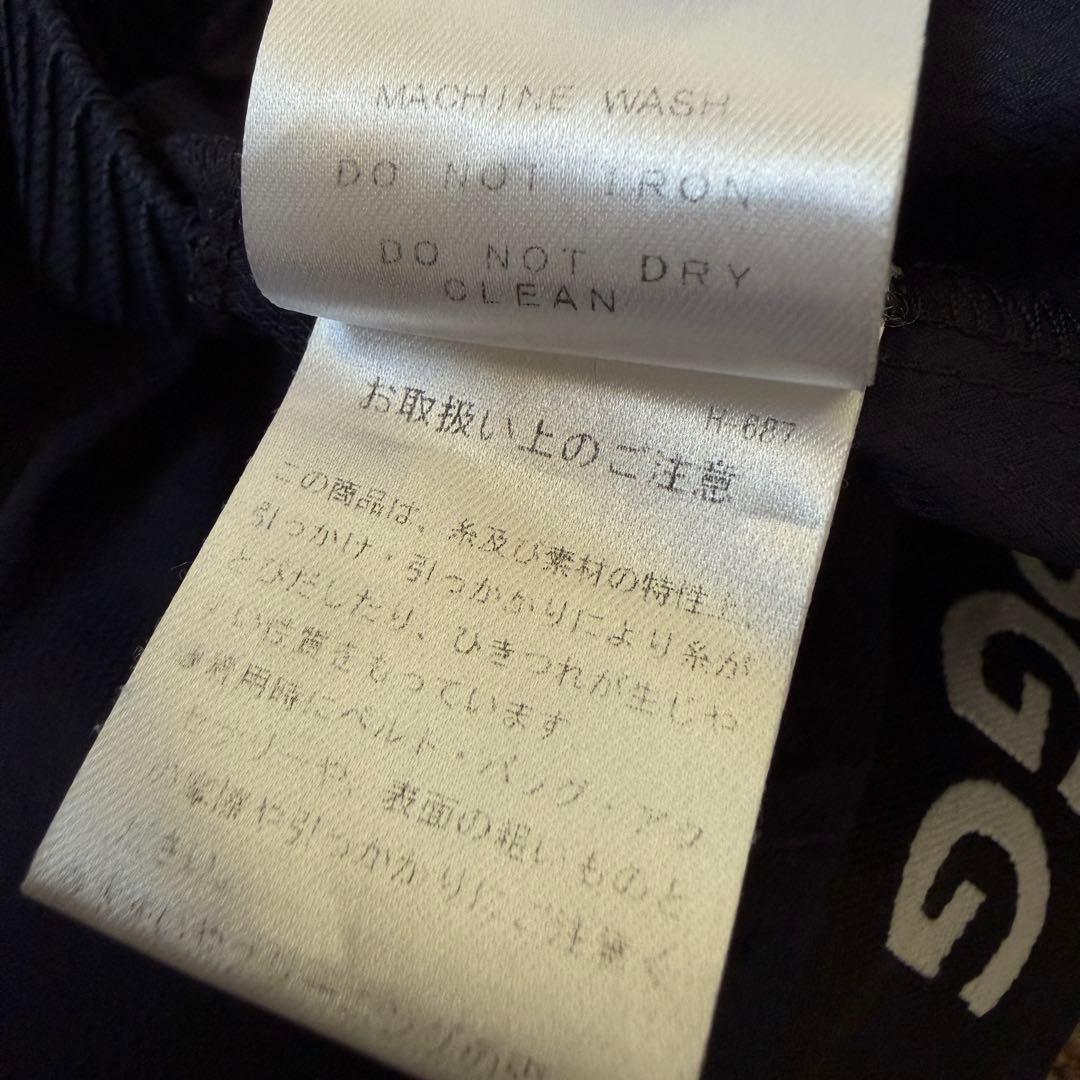 MACHINE WASH
DO NOT IRON
DO NOT DRY
CLEAN
H-687
お取扱い上のご注意
この商品は、糸及び素材の特性上、
引っかけ・引っかかりにより糸が
とびだしたり、ひきつれが生じや
すい性質をもっています
着用時にベルト・バッグ・アク
セサリーや、表面の粗いものと
の摩擦や引っかかりにご注意く
ださい。